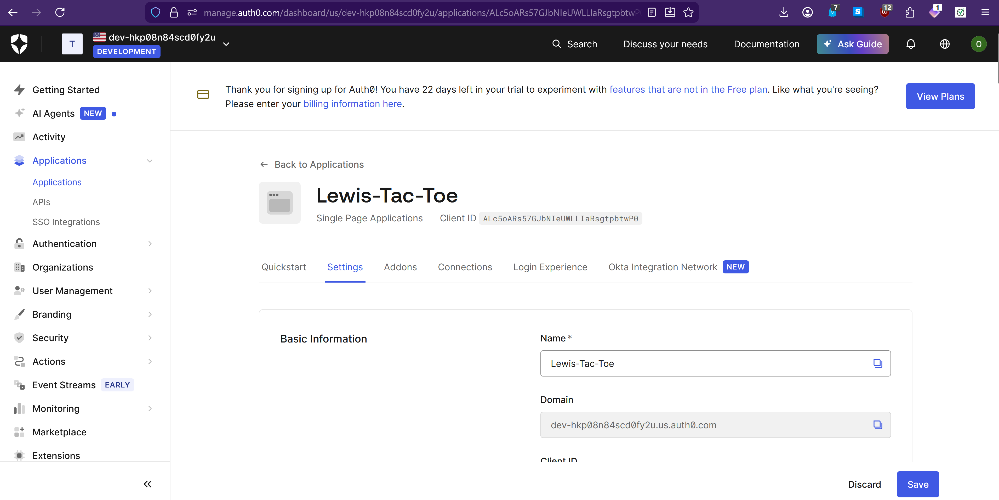 manage.auth0.com/dashboard/us/dev-hkp08n84scd0fy2u/applications/ALc5oARs57GJbNIeUWLLIaRsgtpbtwP
7
S
12
1
T
dev-hkp08n84scd0fy2u
DEVELOPMENT
Search
Discuss your needs
Documentation
Ask Guide
O
Getting Started
AI Agents NEW
Activity
Applications
Applications
APIs
SSO Integrations
Authentication
Organizations
User Management
Branding
Security
Actions
Event Streams EARLY
Monitoring
Marketplace
Extensions
Thank you for signing up for Auth0! You have 22 days left in your trial to experiment with features that are not in the Free plan. Like what you're seeing?
Please enter your billing information here.
View Plans
Back to Applications
Lewis-Tac-Toe
Single Page Applications Client ID ALc5oARs57GJbNIeUWLLIaRsgtpbtwP0
Quickstart Settings Addons Connections Login Experience Okta Integration Network NEW
Basic Information
Name *
Lewis-Tac-Toe
Domain
dev-hkp08n84scd0fy2u.us.auth0.com
Client ID
Discard
Save